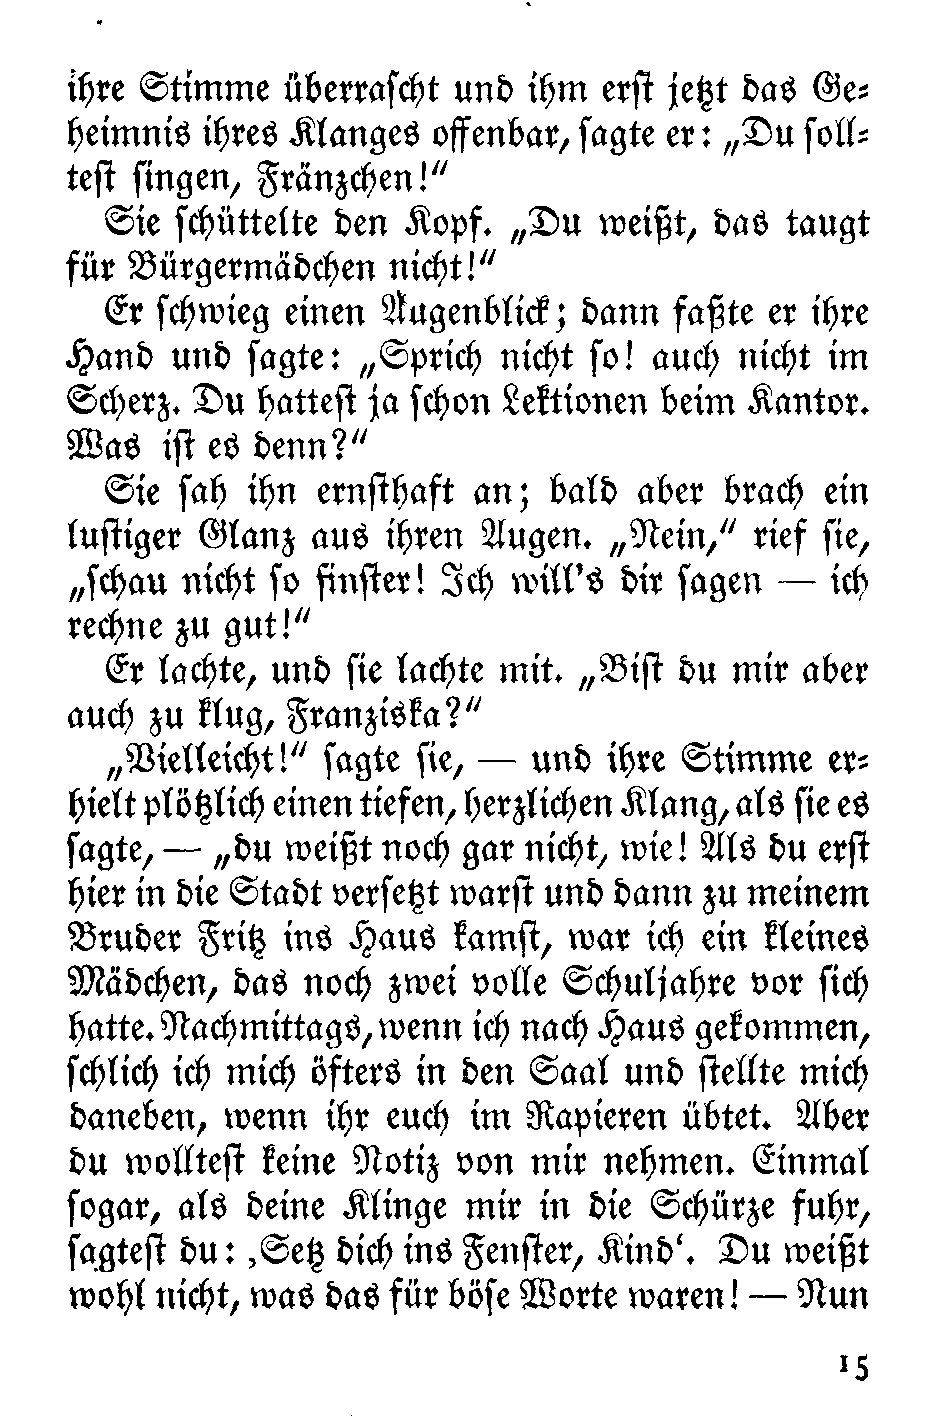 ihre Stimme überrascht und ihm erst jetzt das Ge-
heimnis ihres Klanges offenbar, sagte er: „Du soll-
test singen, Fränzchen!“
Sie schüttelte den Kopf. „Du weißt, das taugt
für Bürgermädchen nicht!“
Er schwieg einen Augenblick; dann faßte er ihre
Hand und sagte: „Sprich nicht so! auch nicht im
Scherz. Du hattest ja schon Lektionen beim Kantor.
Was ist es denn?“
Sie sah ihn ernsthaft an; bald aber brach ein
lustiger Glanz aus ihren Augen. „Nein,“ rief sie,
„schau nicht so finster! Ich will's dir sagen — ich
rechne zu gut!“
Er lachte, und sie lachte mit. „Bist du mir aber
auch zu klug, Franziska?“
„Vielleicht!“ sagte sie, — und ihre Stimme er-
hielt plötzlich einen tiefen, herzlichen Klang, als sie es
sagte, — „du weißt noch gar nicht, wie! Als du erst
hier in die Stadt versetzt warst und dann zu meinem
Bruder Fritz ins Haus kamst, war ich ein kleines
Mädchen, das noch zwei volle Schuljahre vor sich
hatte. Nachmittags, wenn ich nach Haus gekommen,
schlich ich mich öfters in den Saal und stellte mich
daneben, wenn ihr euch im Rapieren übtet. Aber
du wolltest keine Notiz von mir nehmen. Einmal
sogar, als deine Klinge mir in die Schürze fuhr,
sagtest du: ‚Setz dich ins Fenster, Kind‘. Du weißt
wohl nicht, was das für böse Worte waren! — Nun
15